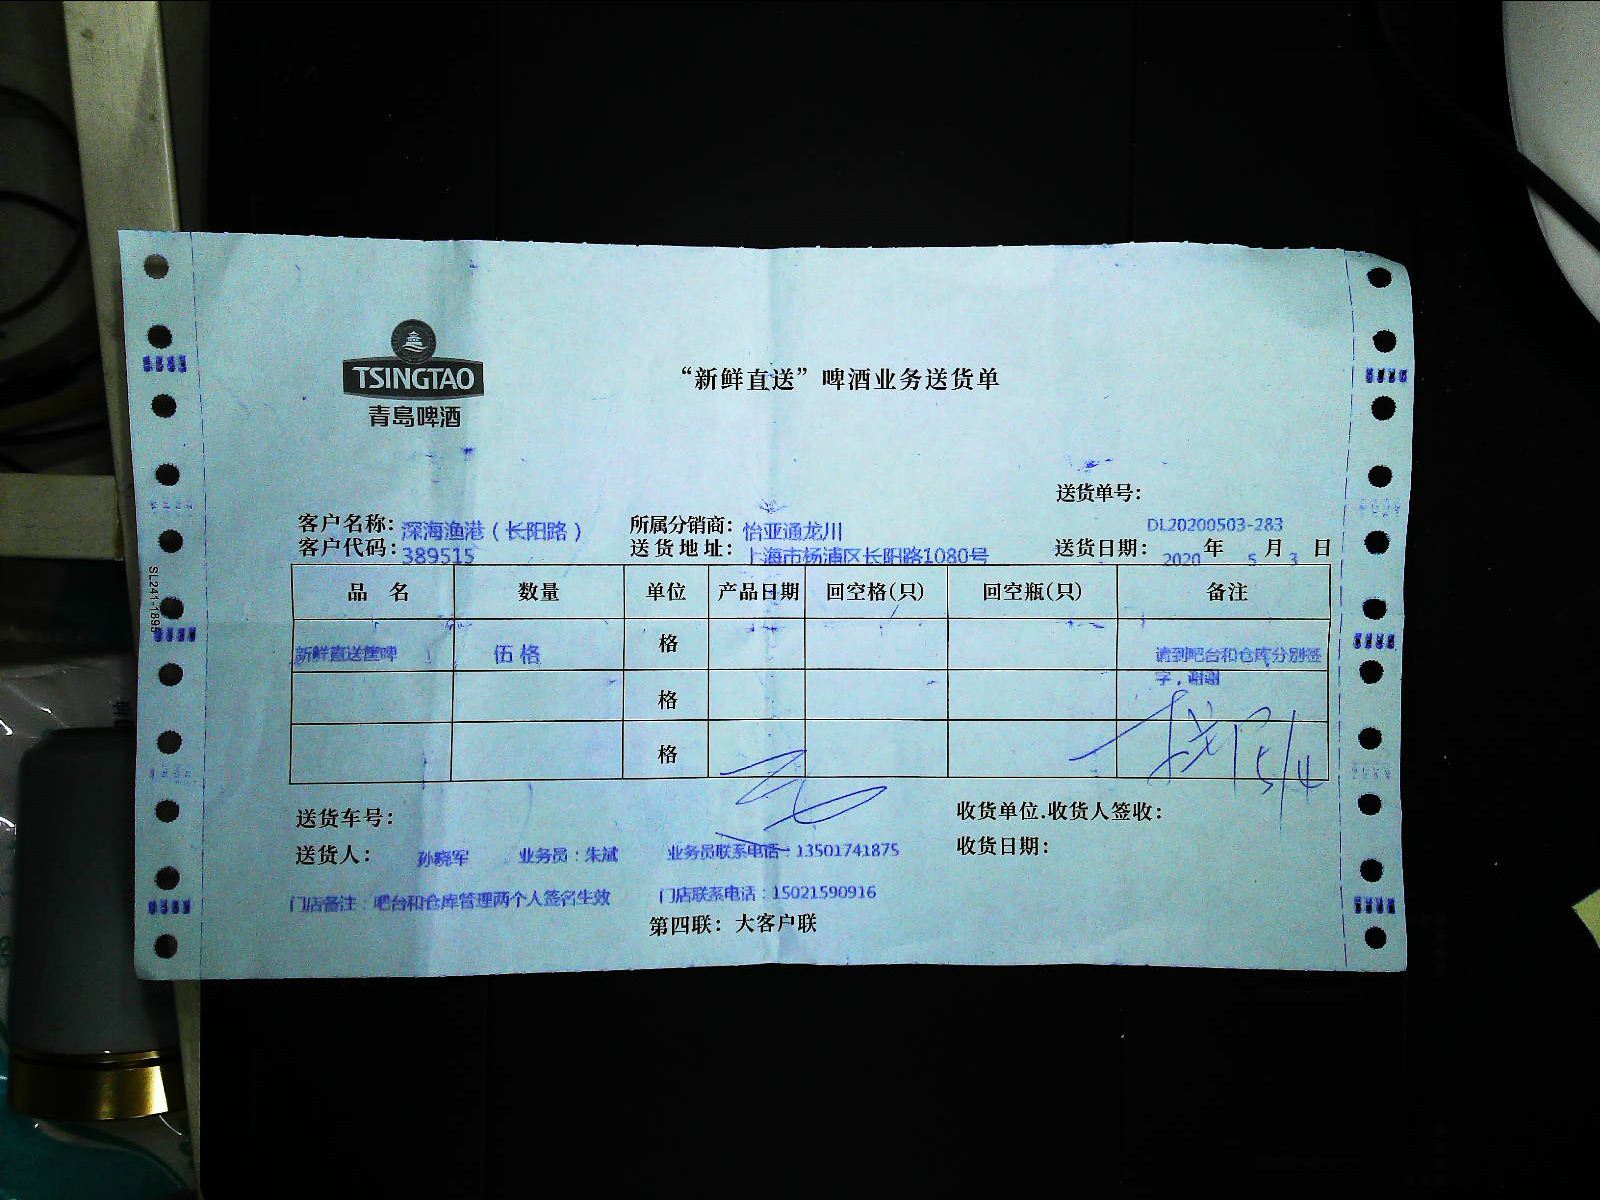 TSINGTAO
青岛啤酒
“新鲜直送”啤酒业务送货单
送货单号：
DL20200503-283
客户名称：深海渔港（长阳路） 所属分销商：怡亚通龙川
客户代码：389515 送货地址：上海市杨浦区长阳路1080号 送货日期：2020年5月3日
品 名 数量 单位 产品日期 回空格(只) 回空瓶(只) 备注
新鲜直送筐啤 伍格 格 请到吧台和仓库分别签
字，谢谢
格
格
5/4
送货车号： 收货单位.收货人签收：
送货人：孙晓军 业务员：朱斌 业务员联系电话：13501741875 收货日期：
门店备注：吧台和仓库管理两个人签名生效 门店联系电话：15021590916
第四联：大客户联